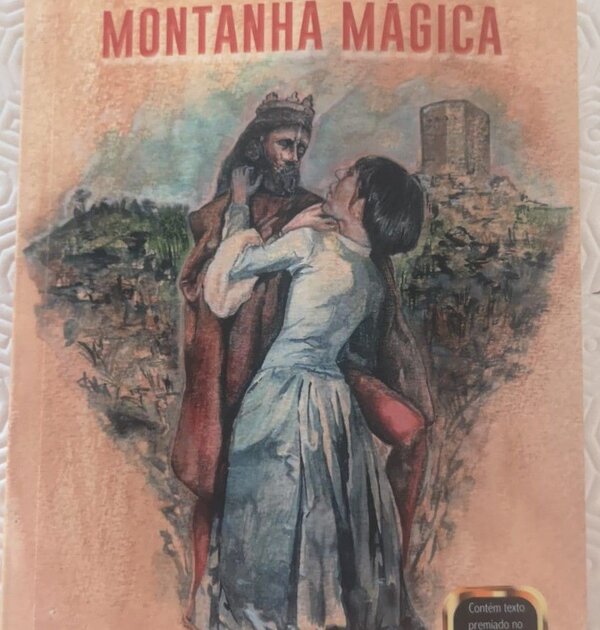 MONTANHA MÁGICA
Contém texto
premiado no